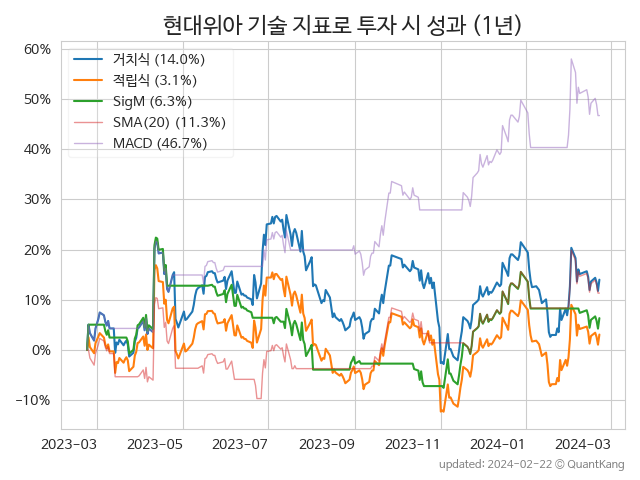 현대위아 기술 지표로 투자 시 성과 (1년)
60%
50%
40%
30%
20%
10%
0%
−10%
거치식 (14.0%)
적립식 (3.1%)
SigM (6.3%)
SMA(20) (11.3%)
MACD (46.7%)
2023-03 2023-05 2023-07 2023-09 2023-11 2024-01 2024-03
updated: 2024-02-22 © QuantKang